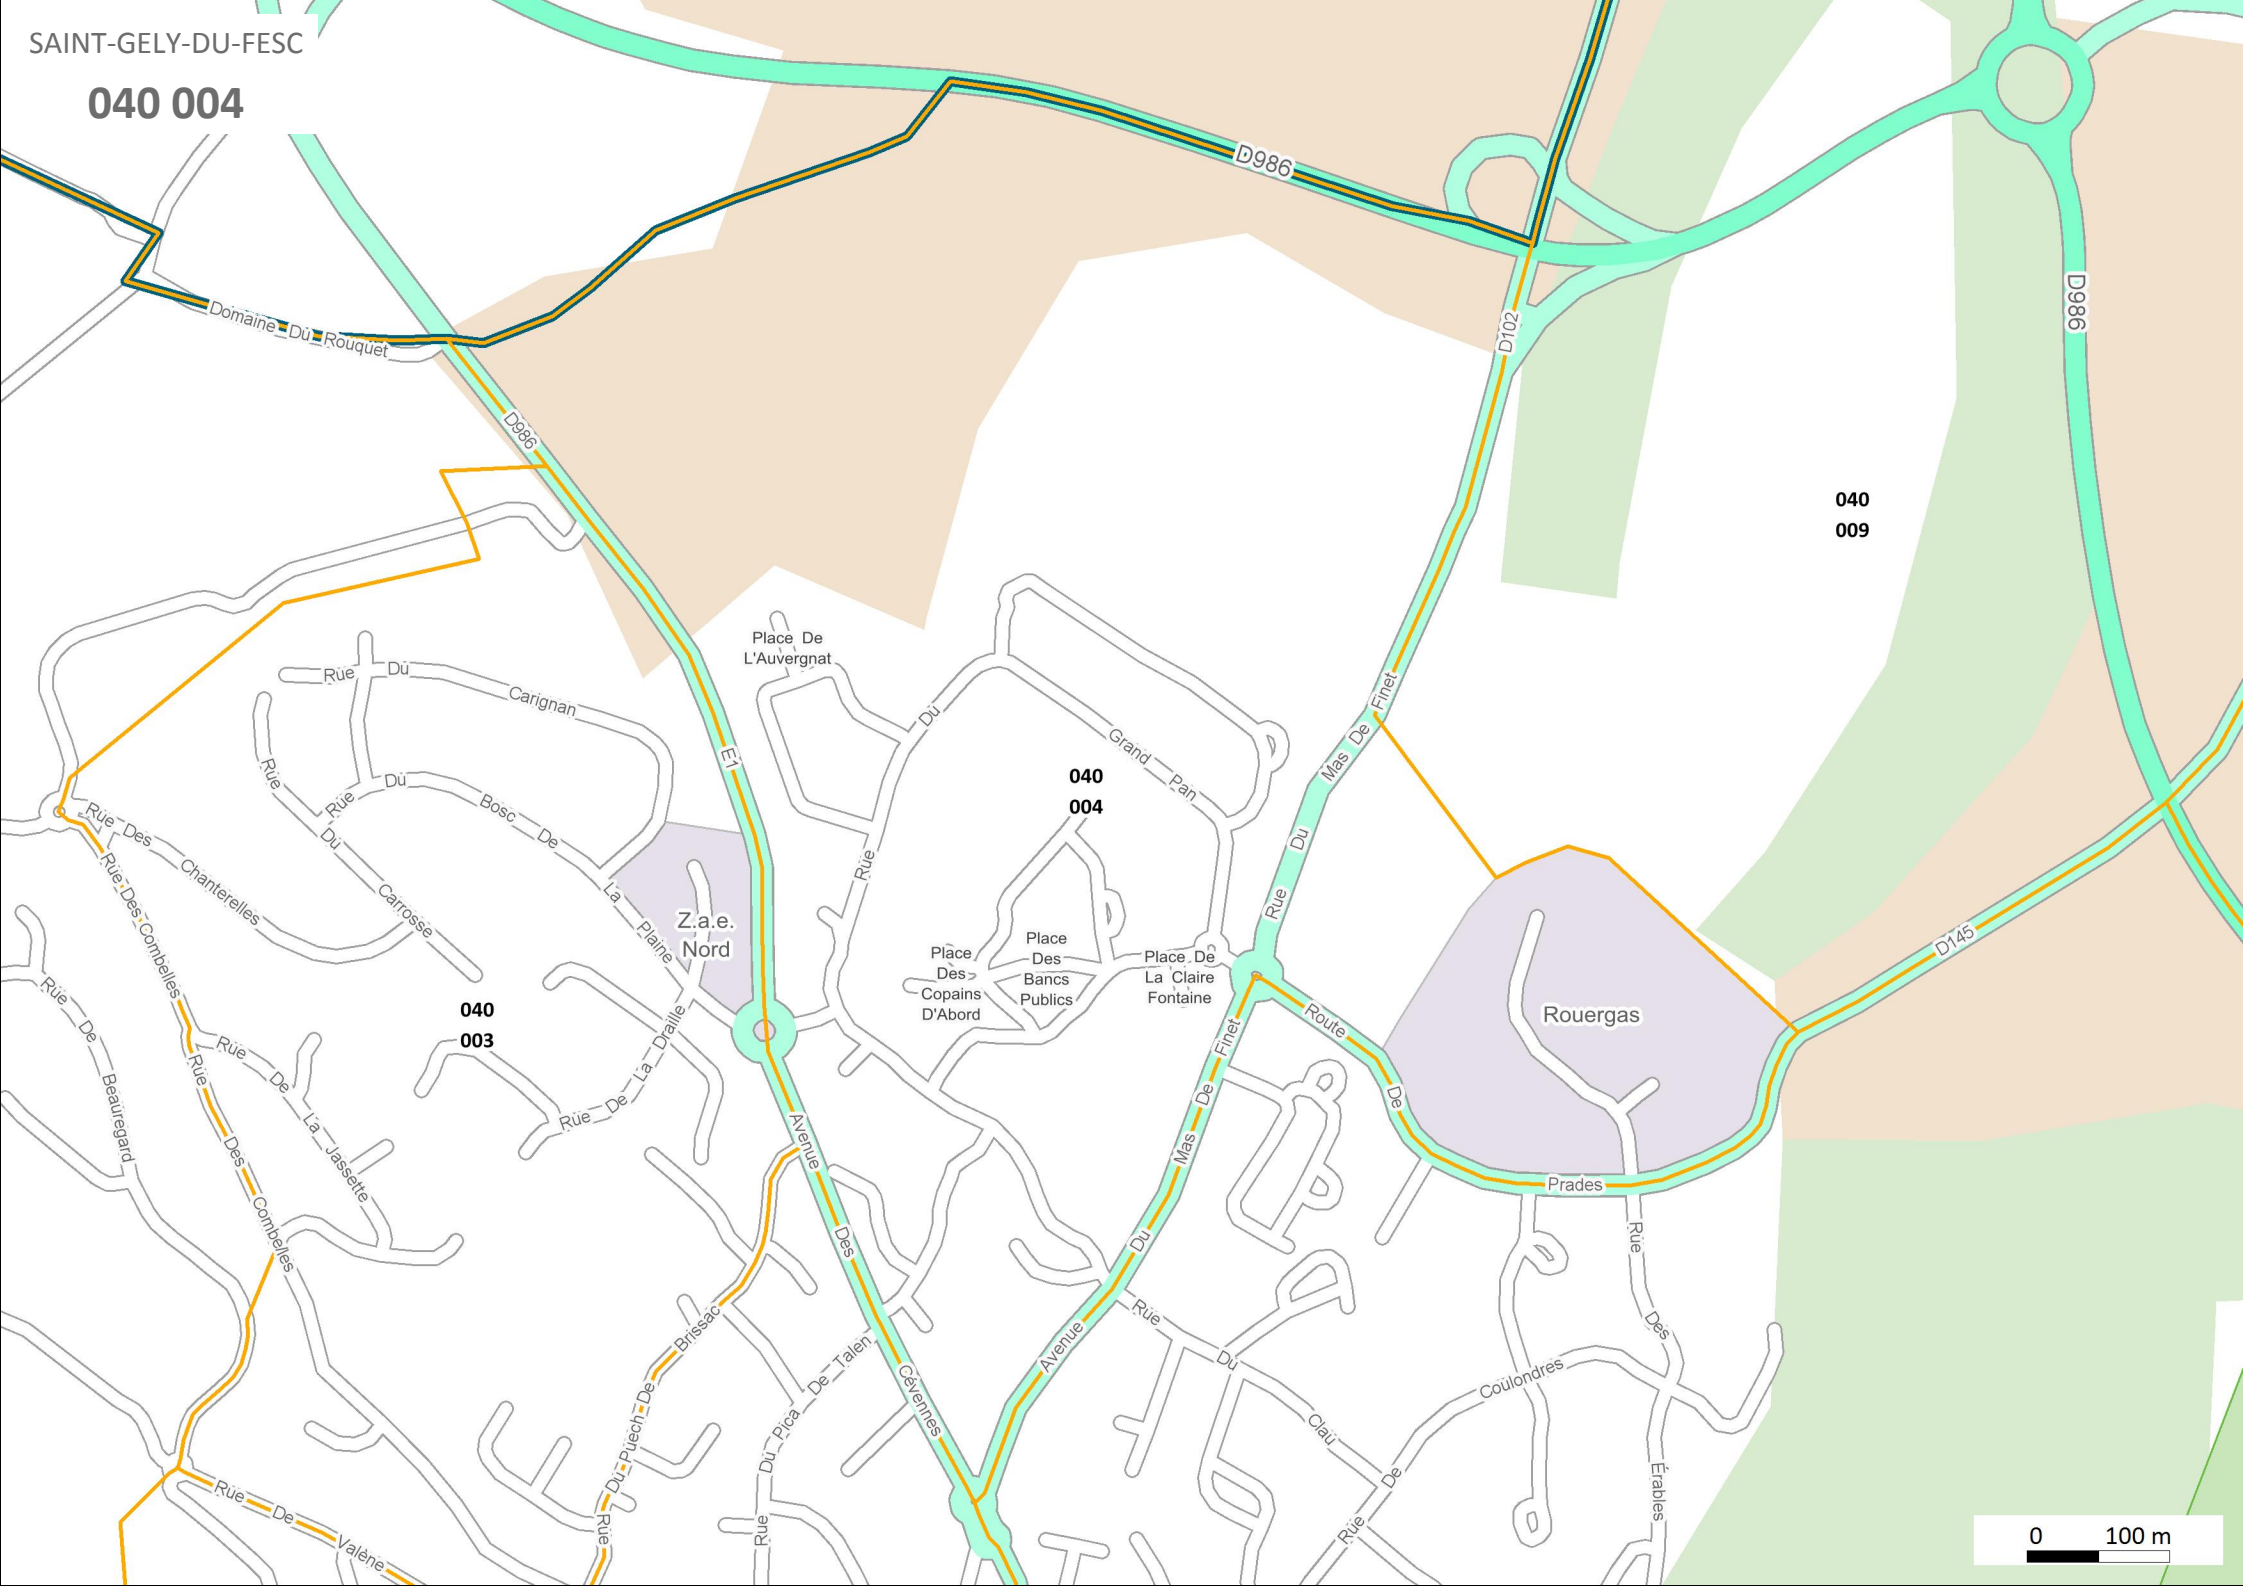 SAINT-GELY-DU-FESC
040 004
D986
Domaine Du Rouquet
D102
D986
D986
040
009
Place De
L'Auvergnat
Rue Du Carignan
Du
Mas De Finet
E1
Grand Pan
040
004
Rue
Rue Du Bosc De La Plaine
Rue Des Chanterelles
Rue Du Carrosse
Rue Des Combelles
Rue
Rue Du
Z.a.e.
Nord
Place
Des
Copains
D'Abord
Place
Des
Bancs
Publics
Place De
La Claire
Fontaine
D145
Rouergas
040
003
Rue De Beauregard
Rue De La Jassette
Rue De La Draille
Rue Des Combelles
Route De Prades
Avenue Du Mas De Finet
Avenue Des Cévennes
Rue Du Puech De Brissac
Rue Du Pica De Talen
Rue Du Clau
Rue De Coulondres
Rue Des Érables
Rue De Valène
0 100 m